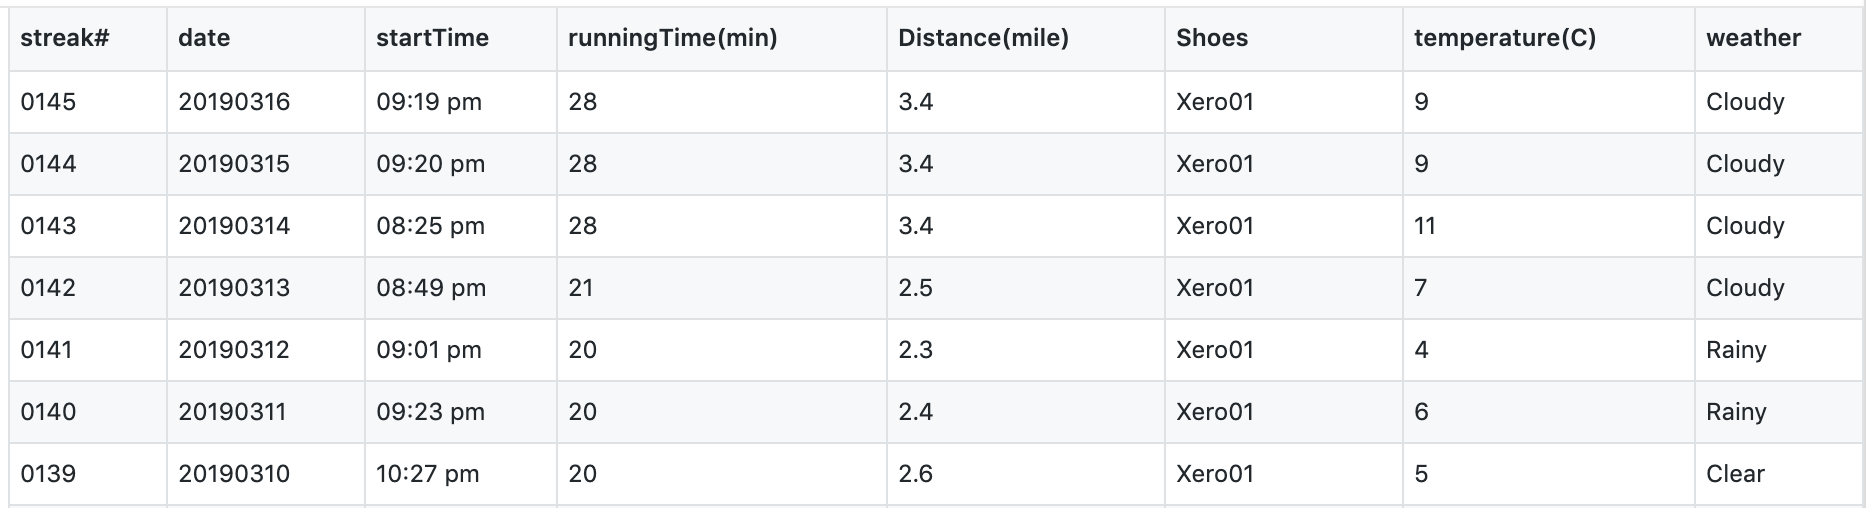 streak# date startTime runningTime(min) Distance(mile) Shoes temperature(C) weather
0145 20190316 09:19 pm 28 3.4 Xero01 9 Cloudy
0144 20190315 09:20 pm 28 3.4 Xero01 9 Cloudy
0143 20190314 08:25 pm 28 3.4 Xero01 11 Cloudy
0142 20190313 08:49 pm 21 2.5 Xero01 7 Cloudy
0141 20190312 09:01 pm 20 2.3 Xero01 4 Rainy
0140 20190311 09:23 pm 20 2.4 Xero01 6 Rainy
0139 20190310 10:27 pm 20 2.6 Xero01 5 Clear